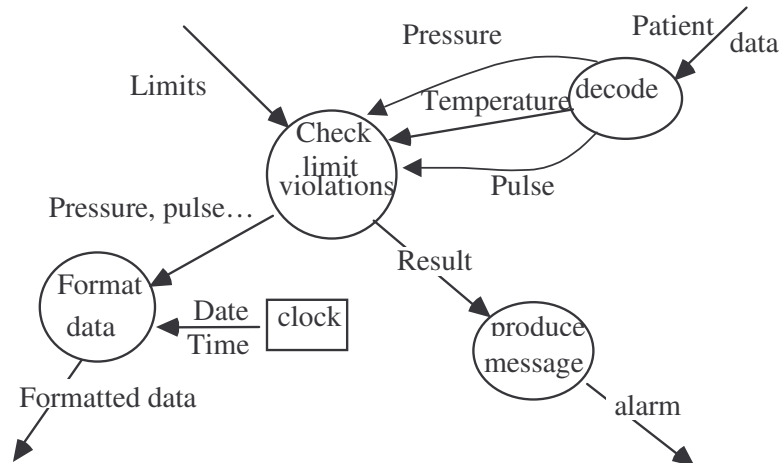 Patient
data
Pressure
decode
Limits
Temperature
Check
limit
violations
Pulse
Pressure, pulse…
Result
Format
data
Date
Time
clock
produce
message
Formatted data
alarm